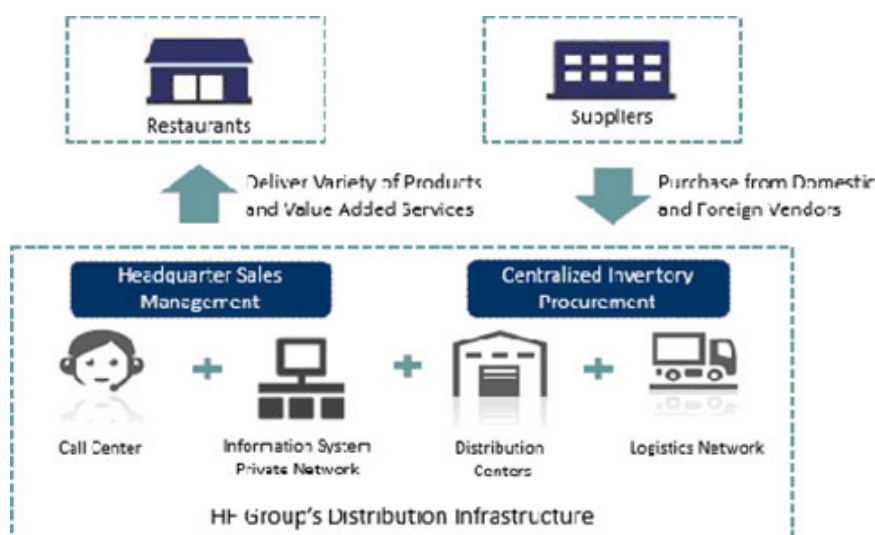 Restaurants
Suppliers
Deliver Variety of Products
and Value Added Services
Purchase from Domestic
and Foreign Vendors
Headquarter Sales
Management
Centralized Inventory
Procurement
Call Center
Information System
Private Network
Distribution
Centers
Logistics Network
HF Group's Distribution Infrastructure